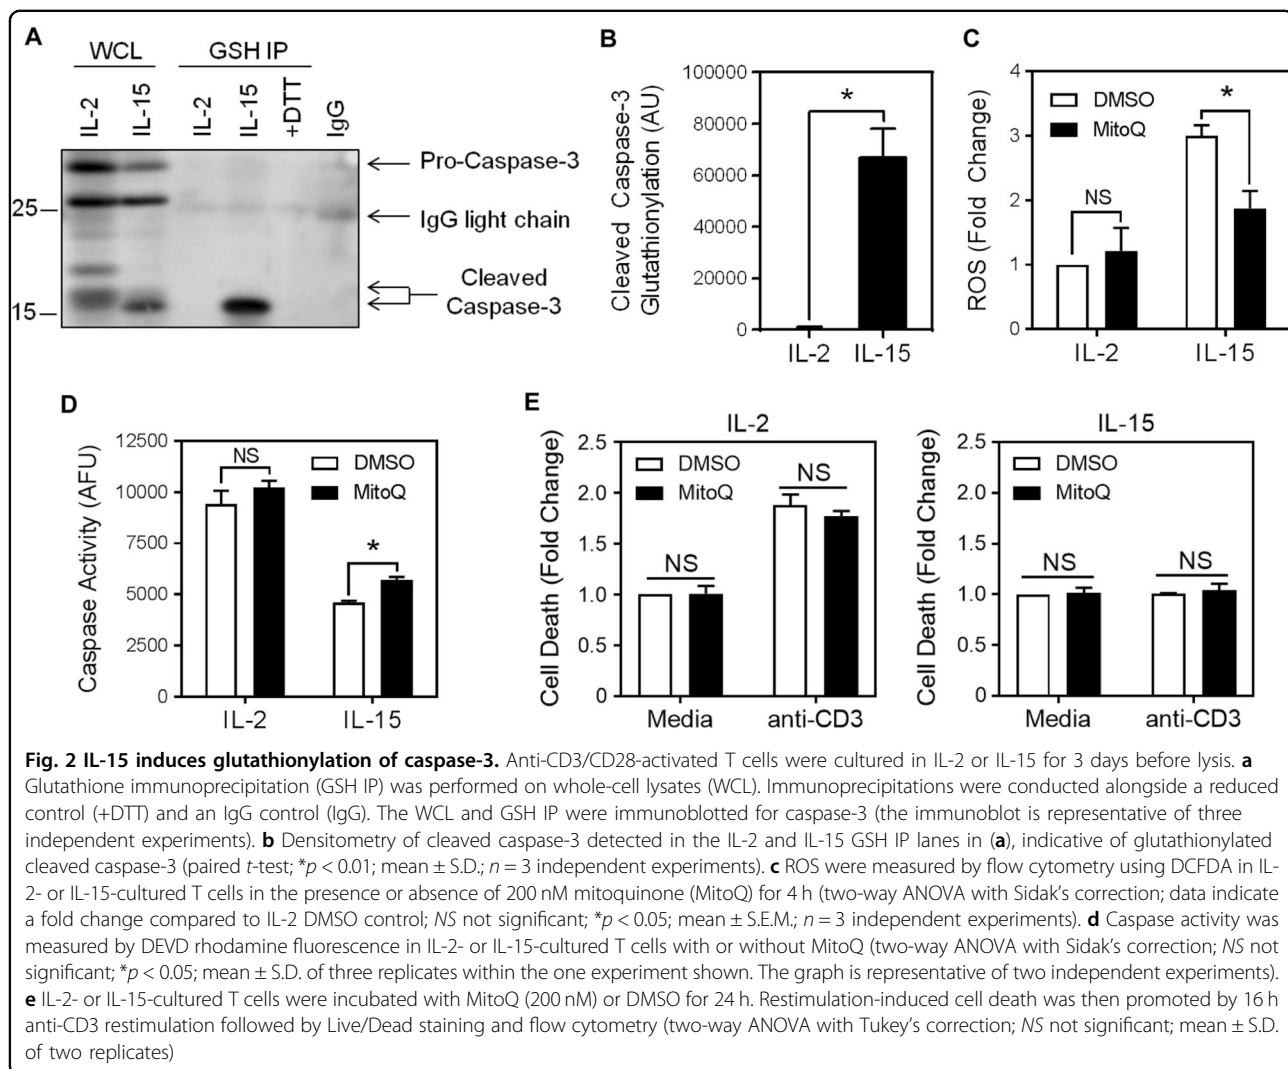 A
WCL
GSH IP
IL-2
IL-15
IL-2
IL-15
+DTT
IgG
Pro-Caspase-3
25
IgG light chain
Cleaved
Caspase-3
15
B
Cleaved Caspase-3
Glutathionylation (AU)
100000
80000
60000
40000
20000
0
*
IL-2
IL-15
C
ROS (Fold Change)
4
3
2
1
0
DMSO
MitoQ
NS
*
IL-2
IL-15
D
Caspase Activity (AFU)
12500
10000
7500
5000
2500
0
NS
DMSO
MitoQ
*
IL-2
IL-15
E
IL-2
Cell Death (Fold Change)
2.5
2.0
1.5
1.0
0.5
0
DMSO
MitoQ
NS
NS
Media
anti-CD3
IL-15
Cell Death (Fold Change)
2.5
2.0
1.5
1.0
0.5
0
DMSO
MitoQ
NS
NS
Media
anti-CD3
Fig. 2 IL-15 induces glutathionylation of caspase-3. Anti-CD3/CD28-activated T cells were cultured in IL-2 or IL-15 for 3 days before lysis. a
Glutathione immunoprecipitation (GSH IP) was performed on whole-cell lysates (WCL). Immunoprecipitations were conducted alongside a reduced
control (+DTT) and an IgG control (IgG). The WCL and GSH IP were immunoblotted for caspase-3 (the immunoblot is representative of three
independent experiments). b Densitometry of cleaved caspase-3 detected in the IL-2 and IL-15 GSH IP lanes in (a), indicative of glutathionylated
cleaved caspase-3 (paired t-test; *p < 0.01; mean ± S.D.; n = 3 independent experiments). c ROS were measured by flow cytometry using DCFDA in IL-
2- or IL-15-cultured T cells in the presence or absence of 200 nM mitoquinone (MitoQ) for 4 h (two-way ANOVA with Sidak's correction; data indicate
a fold change compared to IL-2 DMSO control; NS not significant; *p < 0.05; mean ± S.E.M.; n = 3 independent experiments). d Caspase activity was
measured by DEVD rhodamine fluorescence in IL-2- or IL-15-cultured T cells with or without MitoQ (two-way ANOVA with Sidak's correction; NS not
significant; *p < 0.05; mean ± S.D. of three replicates within the one experiment shown. The graph is representative of two independent experiments).
e IL-2- or IL-15-cultured T cells were incubated with MitoQ (200 nM) or DMSO for 24 h. Restimulation-induced cell death was then promoted by 16 h
anti-CD3 restimulation followed by Live/Dead staining and flow cytometry (two-way ANOVA with Tukey's correction; NS not significant; mean ± S.D.
of two replicates)